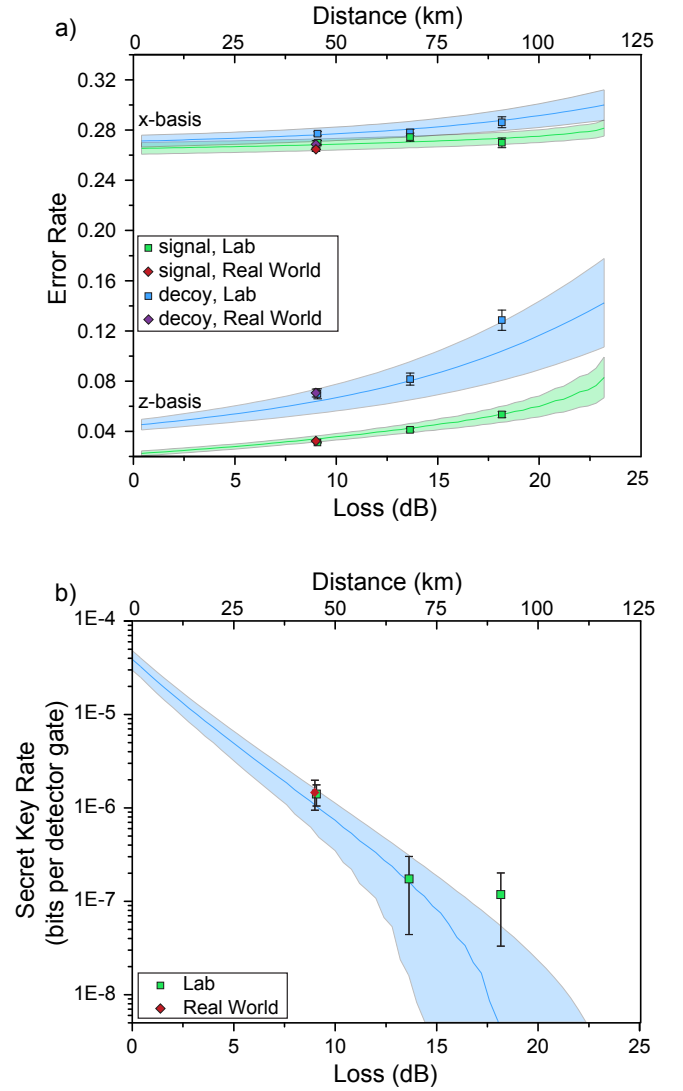 Distance (km)
a)
0 25 50 75 100 125
0.32
x-basis
0.28
0.24
0.20
signal, Lab
signal, Real World
decoy, Lab
decoy, Real World
0.16
0.12
0.08
z-basis
0.04
Error Rate
0 5 10 15 20 25
Loss (dB)
Distance (km)
b)
0 25 50 75 100 125
1E-4
1E-5
1E-6
1E-7
1E-8
Secret Key Rate
(bits per detector gate)
Lab
Real World
0 5 10 15 20 25
Loss (dB)